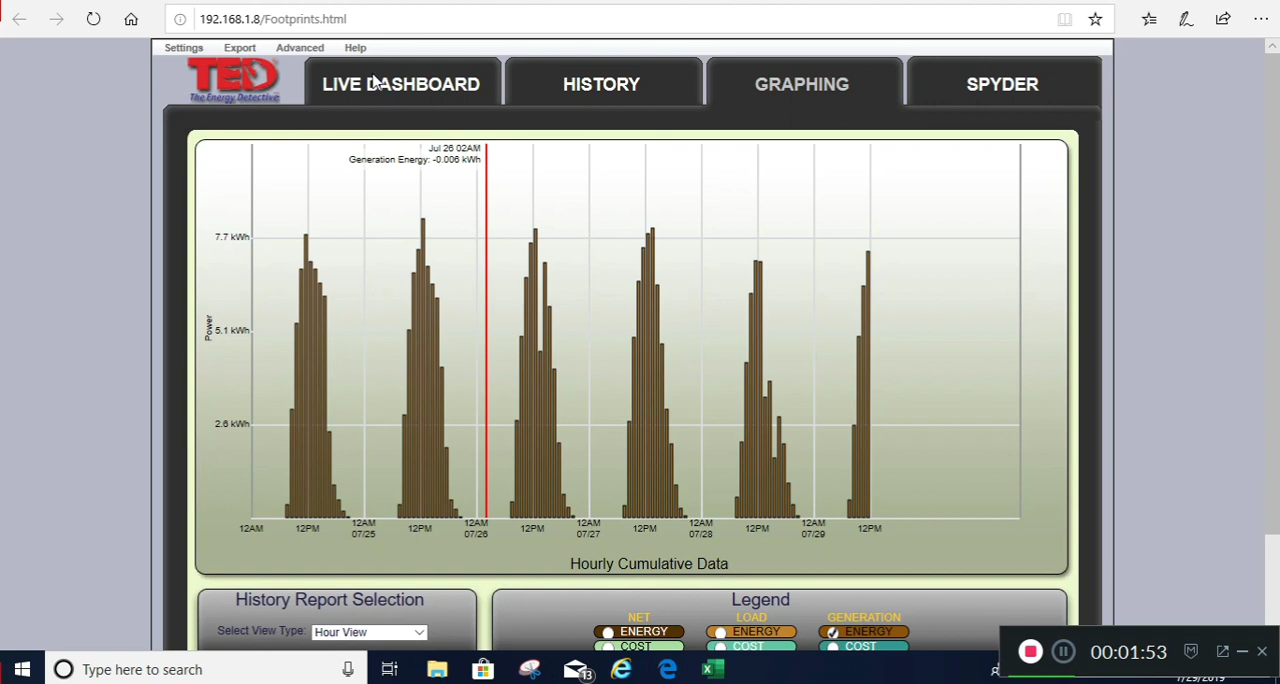 192.168.1.8/Footprints.html
Settings Export Advanced Help
TED
The Energy Detective
LIVE DASHBOARD
HISTORY
GRAPHING
SPYDER
Jul 26 02AM
Generation Energy: -0.006 kWh
7.7 kWh
5.1 kWh
2.6 kWh
Power
12AM 12PM 12AM 12PM 12AM 12PM 12AM 12PM 12AM 12PM 12AM 12PM
07/25 07/26 07/27 07/28 07/29
Hourly Cumulative Data
History Report Selection
Select View Type: Hour View
Legend
NET LOAD GENERATION
ENERGY ENERGY ENERGY
COST COST COST
00:01:53
Type here to search
13
7/29/2019